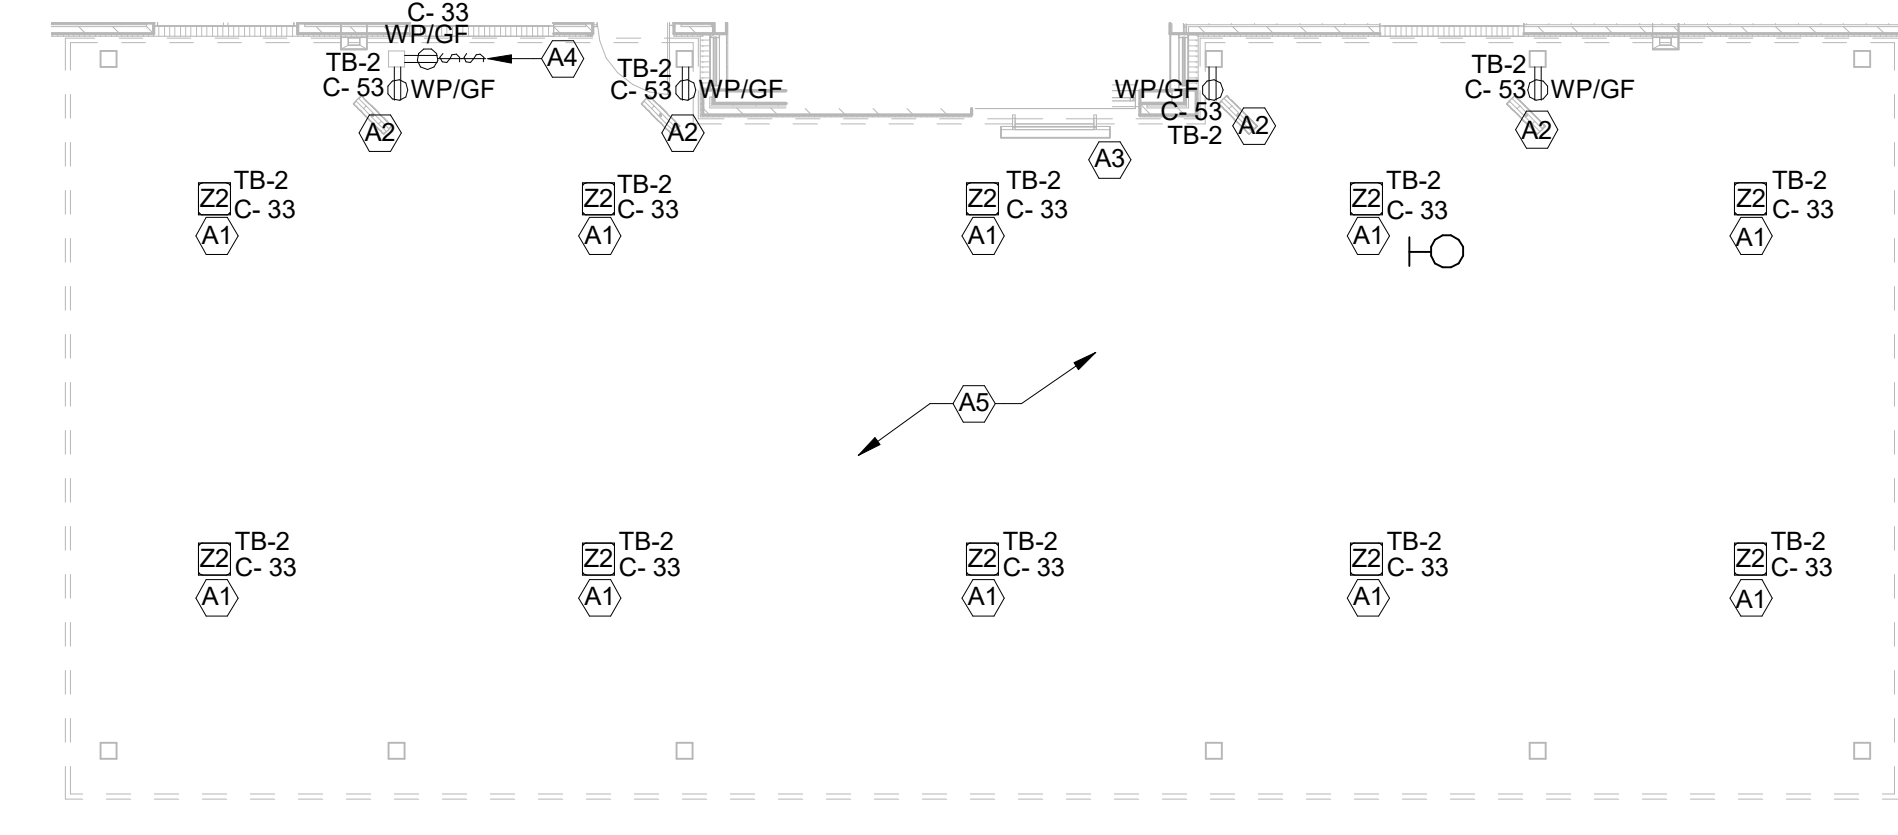 C- 33
WP/GF
TB-2
C- 53
WP/GF
A4
A2
TB-2
C- 53
WP/GF
A2
WP/GF
C- 53
TB-2
A2
A3
TB-2
C- 53
WP/GF
A2
Z2
TB-2
C- 33
A1
Z2
TB-2
C- 33
A1
Z2
TB-2
C- 33
A1
Z2
TB-2
C- 33
A1
Z2
TB-2
C- 33
A1
A5
Z2
TB-2
C- 33
A1
Z2
TB-2
C- 33
A1
Z2
TB-2
C- 33
A1
Z2
TB-2
C- 33
A1
Z2
TB-2
C- 33
A1